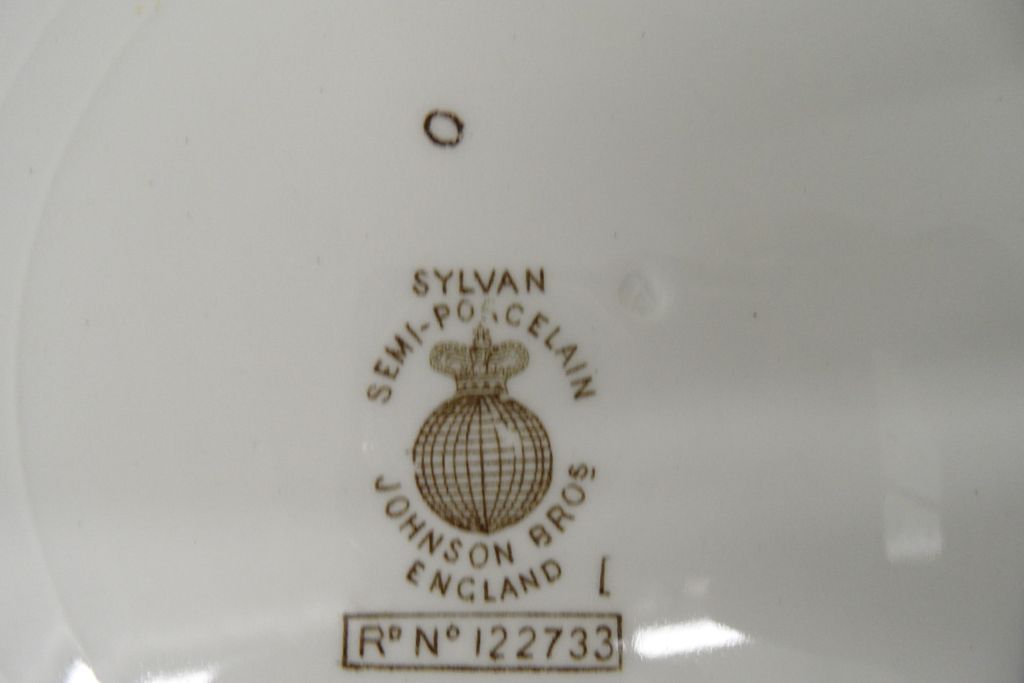 O
SYLVAN
SEMI-PORCELAIN
JOHNSON BROS
ENGLAND
L
RD NO 122733